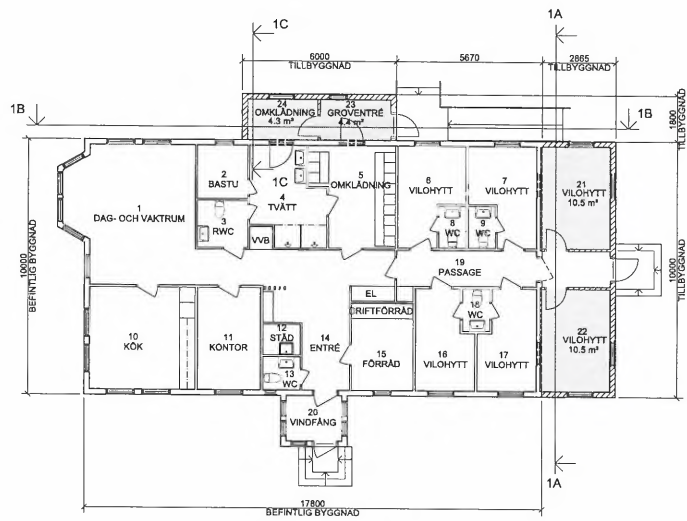 1C
1A
6000
TILLBYGGNAD
5670
2865
TILLBYGGNAD
1B
24
OMKLÄDNING
4.3 m²
23
GROVENTRÉ
4.4 m²
1B
1800
TILLBYGGNAD
1
DAG- OCH VAKTRUM
2
BASTU
3
RWC
1C
4
TVÄTT
VVB
5
OMKLÄDNING
6
VILOHYTT
7
VILOHYTT
8
WC
9
WC
21
VILOHYTT
10.5 m²
10000
BEFINTLIG BYGGNAD
19
PASSAGE
10000
TILLBYGGNAD
EL
DRIFTFÖRRÅD
18
WC
10
KÖK
11
KONTOR
12
STÄD
13
WC
14
ENTRÉ
15
FÖRRÅD
16
VILOHYTT
17
VILOHYTT
22
VILOHYTT
10.5 m²
20
VINDFÅNG
1A
17800
BEFINTLIG BYGGNAD